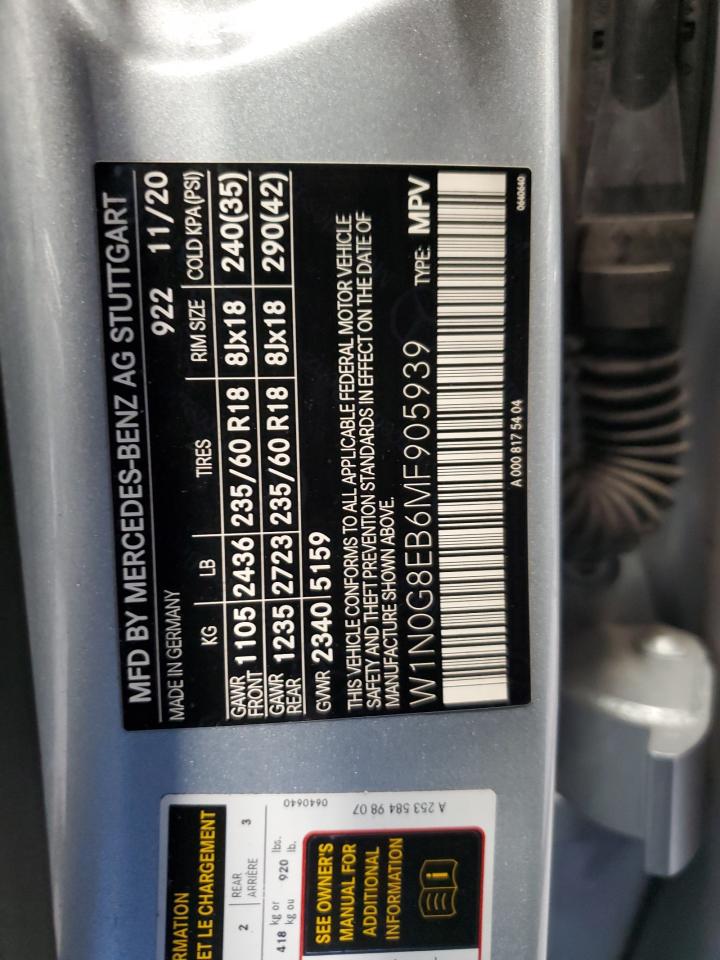 MFD BY MERCEDES-BENZ AG STUTTGART
MADE IN GERMANY 922 11/20
KG LB TIRES RIM SIZE COLD KPA(PSI)
GAWR FRONT 1105 2436 235/60 R18 8Jx18 240(35)
GAWR REAR 1235 2723 235/60 R18 8Jx18 290(42)
GVWR 2340 5159
THIS VEHICLE CONFORMS TO ALL APPLICABLE FEDERAL MOTOR VEHICLE
SAFETY AND THEFT PREVENTION STANDARDS IN EFFECT ON THE DATE OF
MANUFACTURE SHOWN ABOVE.
W1N0G8EB6MF905939 TYPE: MPV
A 000 817 54 04 0640640
RMATION
ET LE CHARGEMENT
2 REAR ARRIÈRE 3
418 kg or kg ou 920 lbs. lb.
SEE OWNER'S
MANUAL FOR
ADDITIONAL
INFORMATION
0640640
A 253 584 98 07